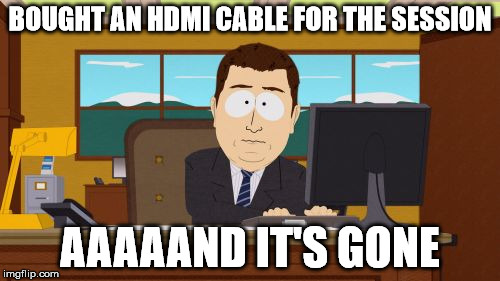 BOUGHT AN HDMI CABLE FOR THE SESSION
AAAAAND IT'S GONE
imgflip.com